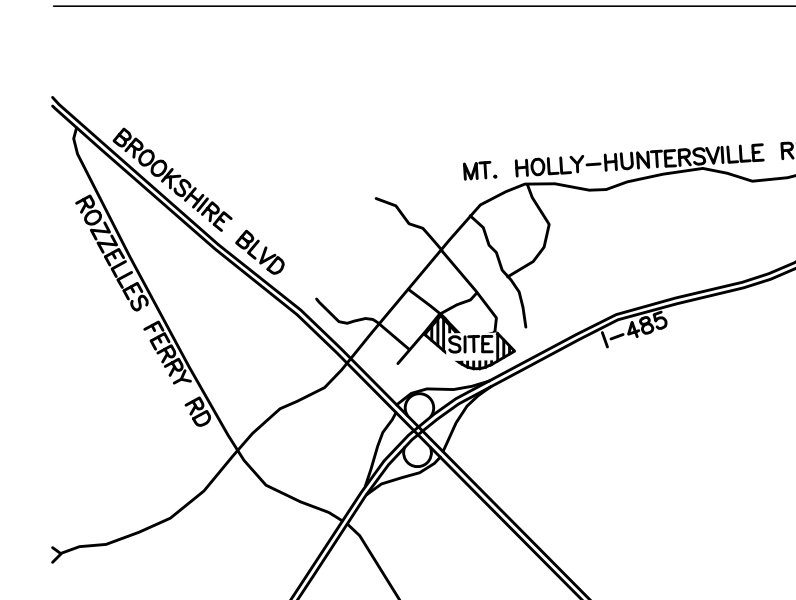 BROOKSHIRE BLVD
MT. HOLLY-HUNTERSVILLE R
ROZZELLES FERRY RD
I-485
SITE